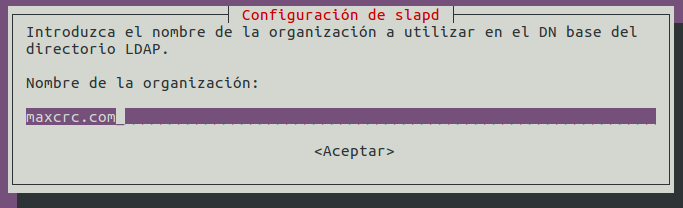 Configuración de slapd
Introduzca el nombre de la organización a utilizar en el DN base del
directorio LDAP.
Nombre de la organización:
maxcrc.com_
<Aceptar>